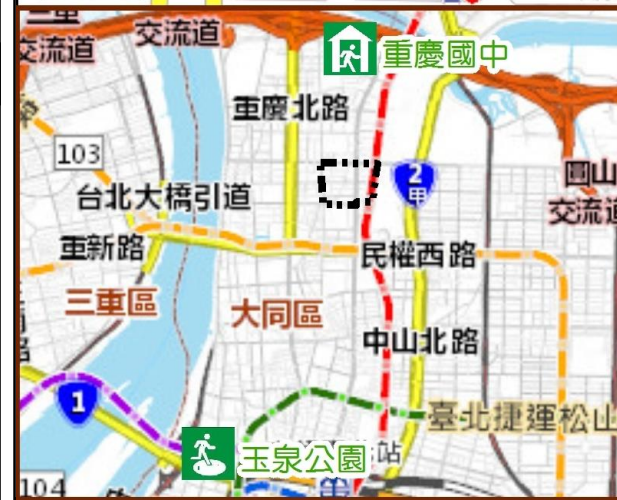 三重
交流道
交流道
重慶國中
重慶北路
103
2
甲
圓山
交流道
台北大橋引道
重新路
民權西路
三重區
大同區
中山北路
路
1
臺北捷運松山
玉泉公園
站
104